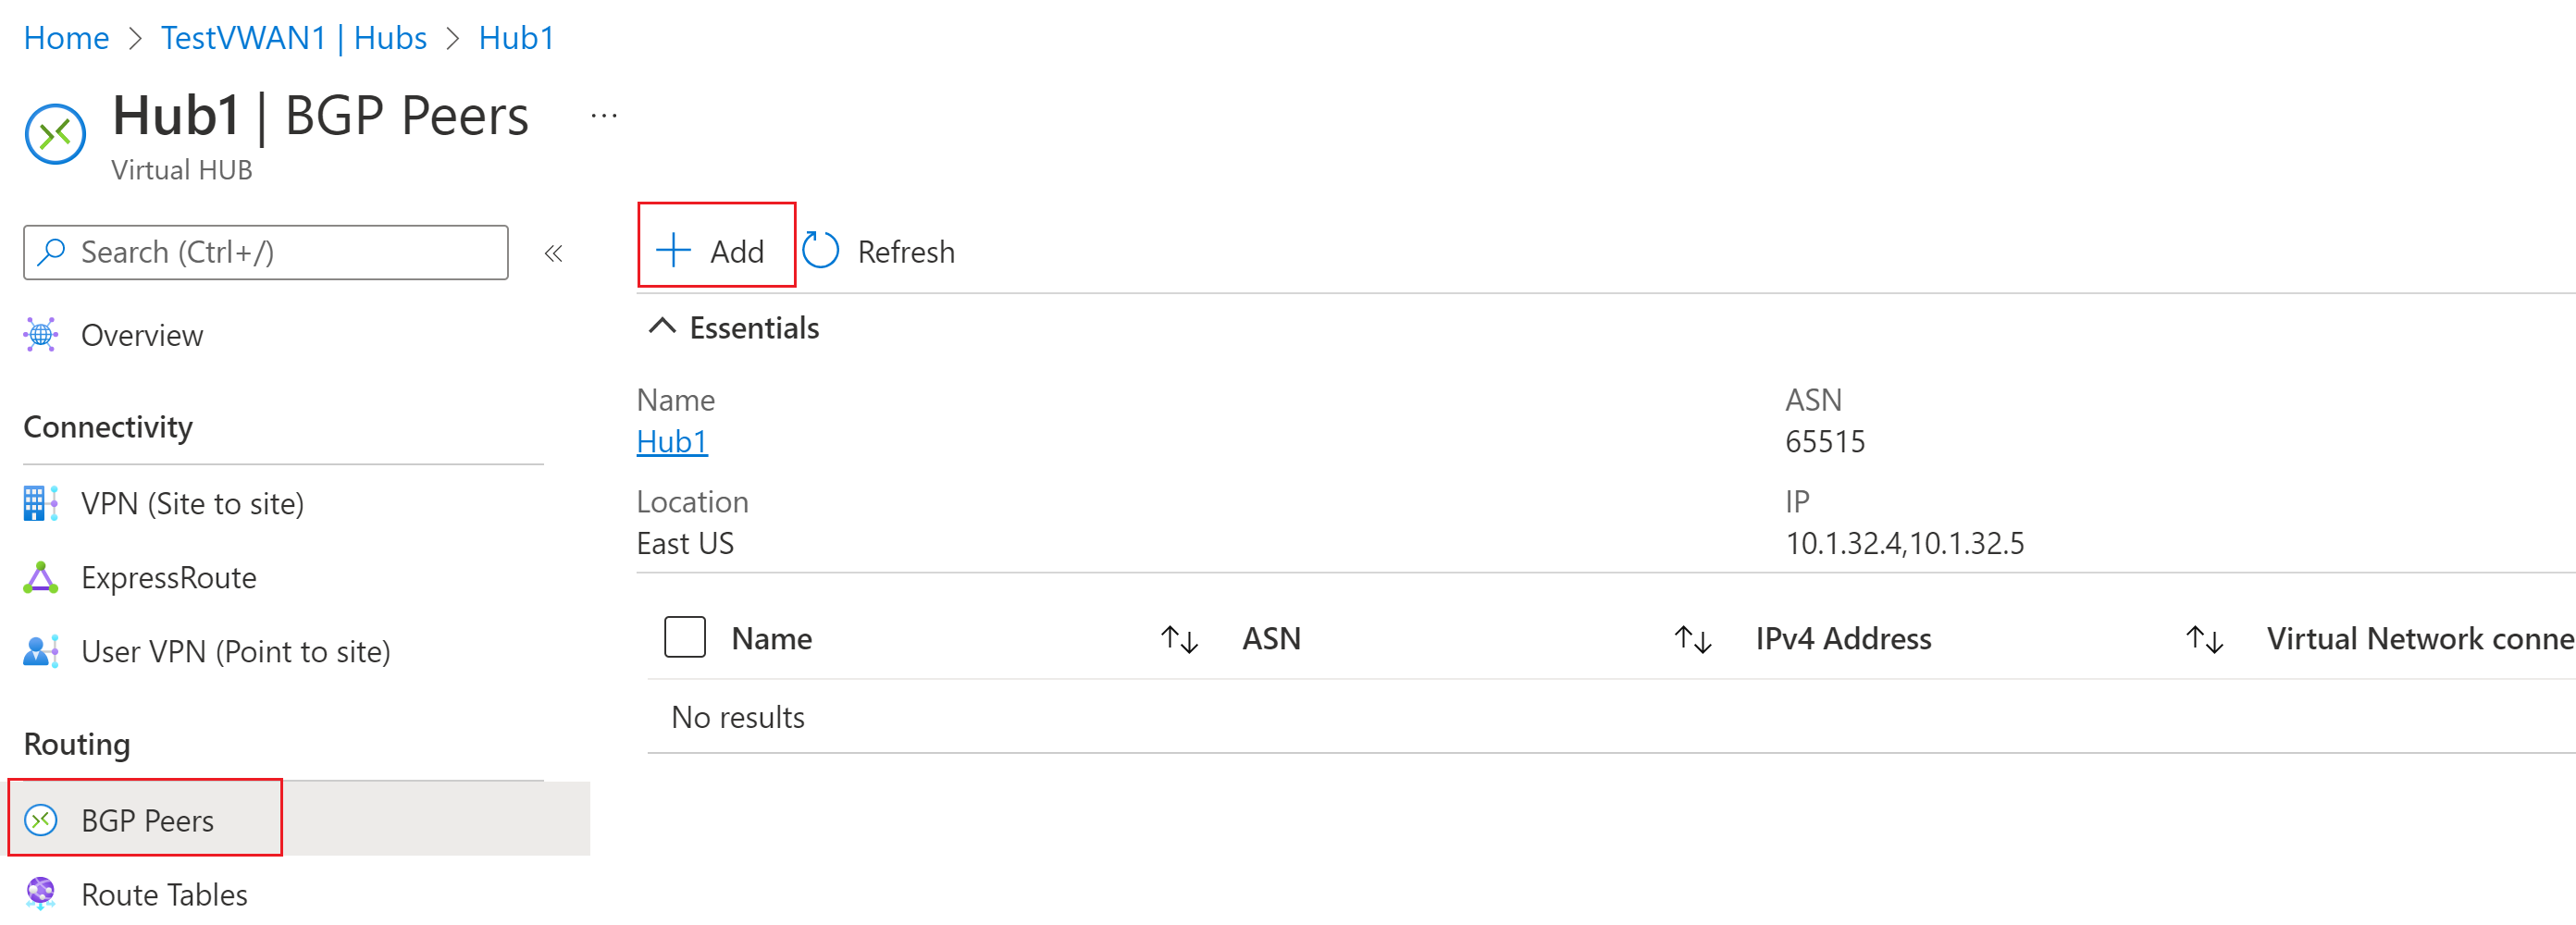 Home > TestVWAN1 | Hubs > Hub1
Hub1 | BGP Peers ...
Virtual HUB
Search (Ctrl+/)
«
Overview
Connectivity
VPN (Site to site)
ExpressRoute
User VPN (Point to site)
Routing
BGP Peers
Route Tables
Add
Refresh
Essentials
Name
Hub1
Location
East US
ASN
65515
IP
10.1.32.4,10.1.32.5
Name ASN IPv4 Address Virtual Network conne
No results